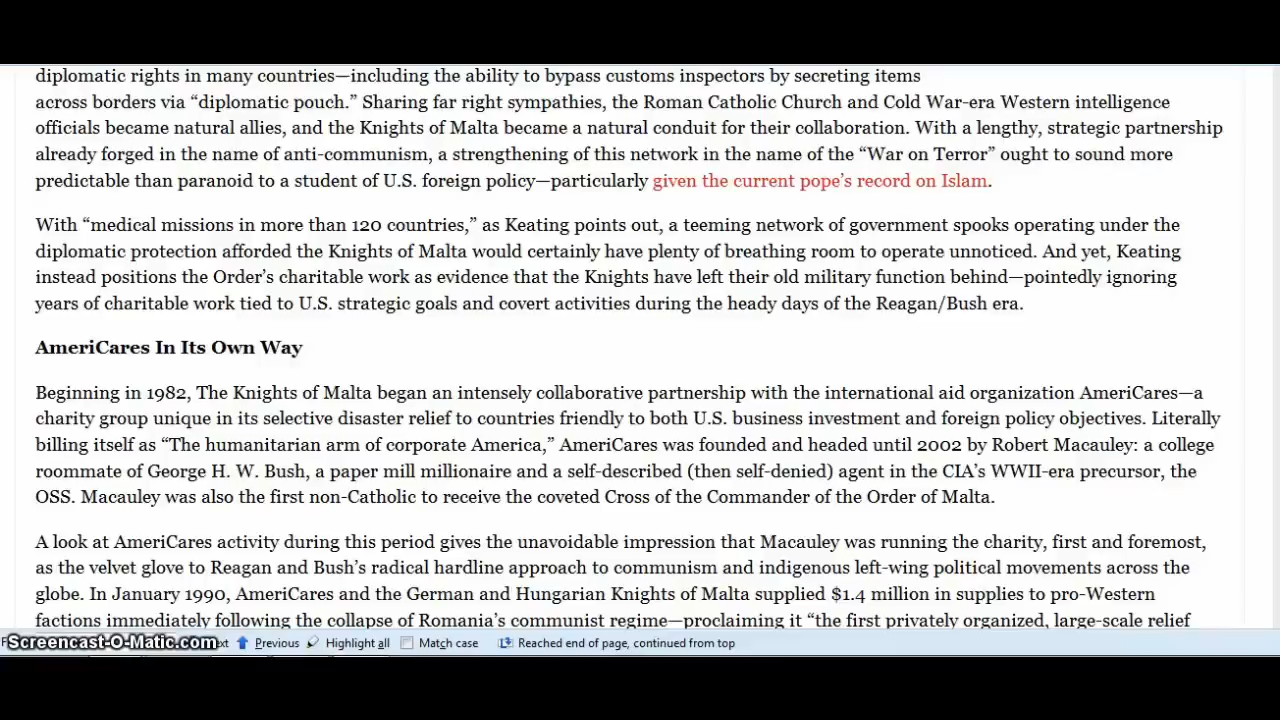 diplomatic rights in many countries—including the ability to bypass customs inspectors by secreting items
across borders via “diplomatic pouch.” Sharing far right sympathies, the Roman Catholic Church and Cold War-era Western intelligence
officials became natural allies, and the Knights of Malta became a natural conduit for their collaboration. With a lengthy, strategic partnership
already forged in the name of anti-communism, a strengthening of this network in the name of the “War on Terror” ought to sound more
predictable than paranoid to a student of U.S. foreign policy—particularly given the current pope’s record on Islam.
With “medical missions in more than 120 countries,” as Keating points out, a teeming network of government spooks operating under the
diplomatic protection afforded the Knights of Malta would certainly have plenty of breathing room to operate unnoticed. And yet, Keating
instead positions the Order’s charitable work as evidence that the Knights have left their old military function behind—pointedly ignoring
years of charitable work tied to U.S. strategic goals and covert activities during the heady days of the Reagan/Bush era.
AmeriCares In Its Own Way
Beginning in 1982, The Knights of Malta began an intensely collaborative partnership with the international aid organization AmeriCares—a
charity group unique in its selective disaster relief to countries friendly to both U.S. business investment and foreign policy objectives. Literally
billing itself as “The humanitarian arm of corporate America,” AmeriCares was founded and headed until 2002 by Robert Macauley: a college
roommate of George H. W. Bush, a paper mill millionaire and a self-described (then self-denied) agent in the CIA’s WWII-era precursor, the
OSS. Macauley was also the first non-Catholic to receive the coveted Cross of the Commander of the Order of Malta.
A look at AmeriCares activity during this period gives the unavoidable impression that Macauley was running the charity, first and foremost,
as the velvet glove to Reagan and Bush’s radical hardline approach to communism and indigenous left-wing political movements across the
globe. In January 1990, AmeriCares and the German and Hungarian Knights of Malta supplied $1.4 million in supplies to pro-Western
factions immediately following the collapse of Romania’s communist regime—proclaiming it “the first privately organized, large-scale relief
Screencast-O-Matic.com Previous Highlight all Match case Reached end of page, continued from top